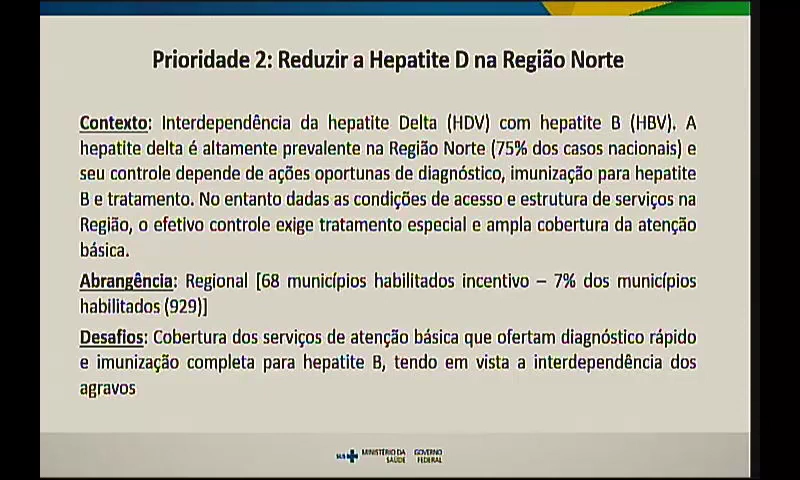 Prioridade 2: Reduzir a Hepatite D na Região Norte
Contexto: Interdependência da hepatite Delta (HDV) com hepatite B (HBV). A
hepatite delta é altamente prevalente na Região Norte (75% dos casos nacionais) e
seu controle depende de ações oportunas de diagnóstico, imunização para hepatite
B e tratamento. No entanto dadas as condições de acesso e estrutura de serviços na
Região, o efetivo controle exige tratamento especial e ampla cobertura da atenção
básica.
Abrangência: Regional [68 municípios habilitados incentivo – 7% dos municípios
habilitados (929)]
Desafios: Cobertura dos serviços de atenção básica que ofertam diagnóstico rápido
e imunização completa para hepatite B, tendo em vista a interdependência dos
agravos
SUS MINISTÉRIO DA SAÚDE GOVERNO FEDERAL